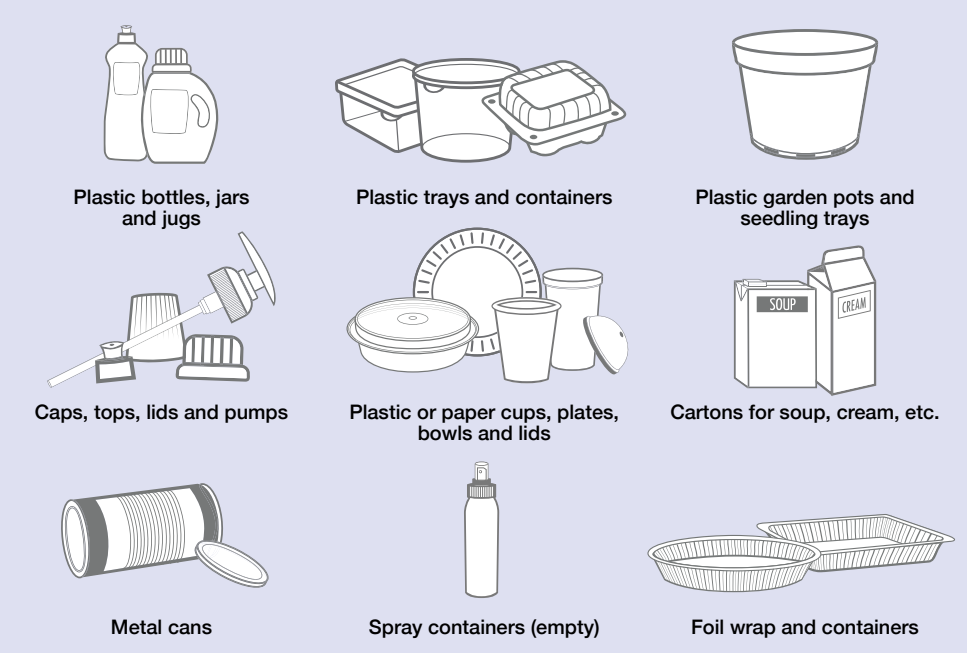 Plastic bottles, jars
and jugs
Plastic trays and containers
Plastic garden pots and
seedling trays
SOUP
CREAM
Caps, tops, lids and pumps
Plastic or paper cups, plates,
bowls and lids
Cartons for soup, cream, etc.
Metal cans
Spray containers (empty)
Foil wrap and containers